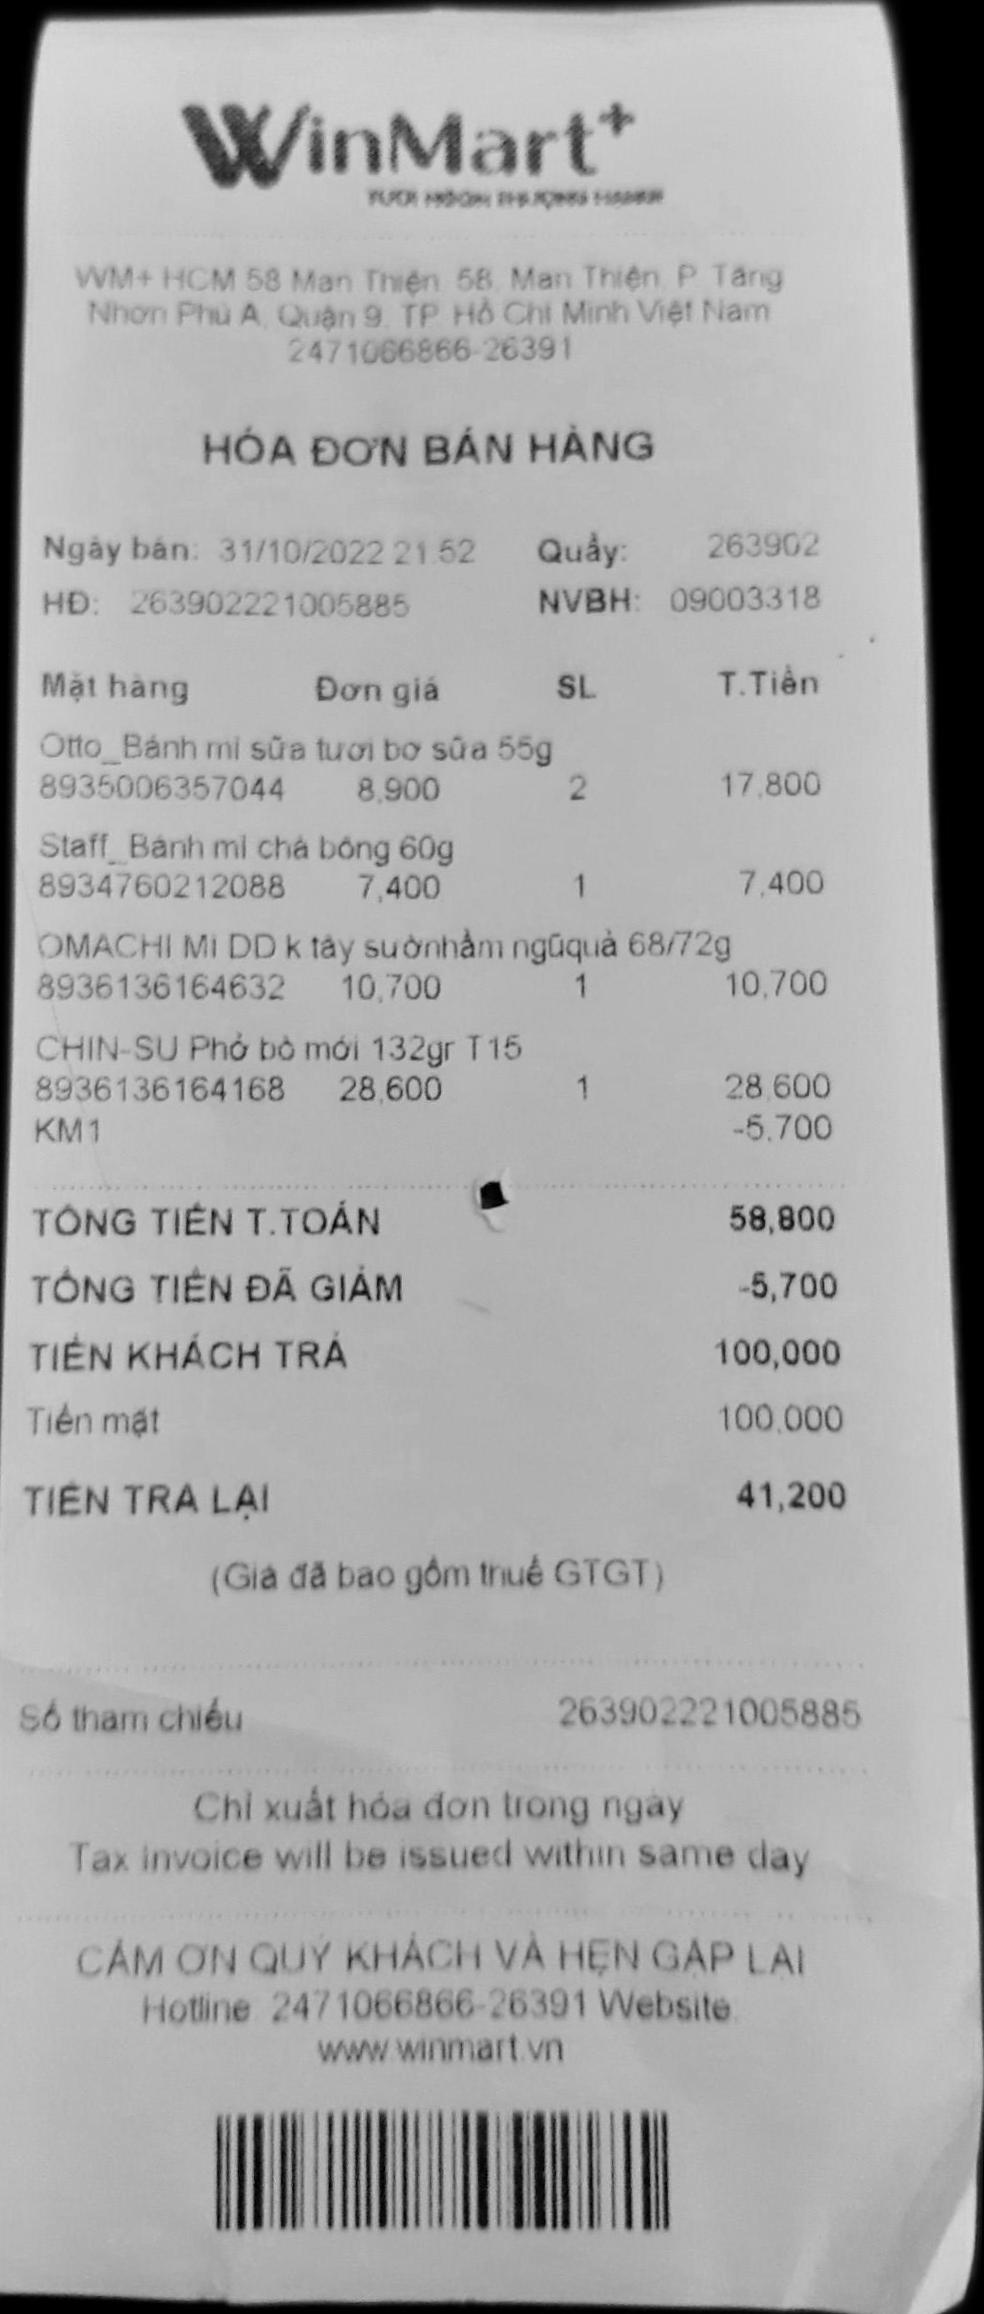 WinMart+
TƯƠI NGON THƯỢNG HẠNG
WM+ HCM 58 Man Thiện, 58, Man Thiện, P. Tăng
Nhơn Phú A, Quận 9, TP. Hồ Chí Minh Việt Nam
2471066866-26391
HÓA ĐƠN BÁN HÀNG
Ngày bán: 31/10/2022 21:52 Quầy: 263902
HĐ: 263902221005885 NVBH: 09003318
Mặt hàng Đơn giá SL T.Tiền
Otto_Bánh mì sữa tươi bơ sữa 55g
8935006357044 8,900 2 17,800
Staff_Bánh mì chà bông 60g
8934760212088 7,400 1 7,400
OMACHI Mì DD k tây sườnhầm ngũquả 68/72g
8936136164632 10,700 1 10,700
CHIN-SU Phở bò mới 132gr T15
8936136164168 28,600 1 28,600
KM1 -5,700
TỔNG TIỀN T.TOÁN 58,800
TỔNG TIỀN ĐÃ GIẢM -5,700
TIỀN KHÁCH TRẢ 100,000
Tiền mặt 100,000
TIỀN TRẢ LẠI 41,200
(Giá đã bao gồm thuế GTGT)
Số tham chiếu 263902221005885
Chỉ xuất hóa đơn trong ngày
Tax invoice will be issued within same day
CẢM ƠN QUÝ KHÁCH VÀ HẸN GẶP LẠI
Hotline: 2471066866-26391 Website:
www.winmart.vn